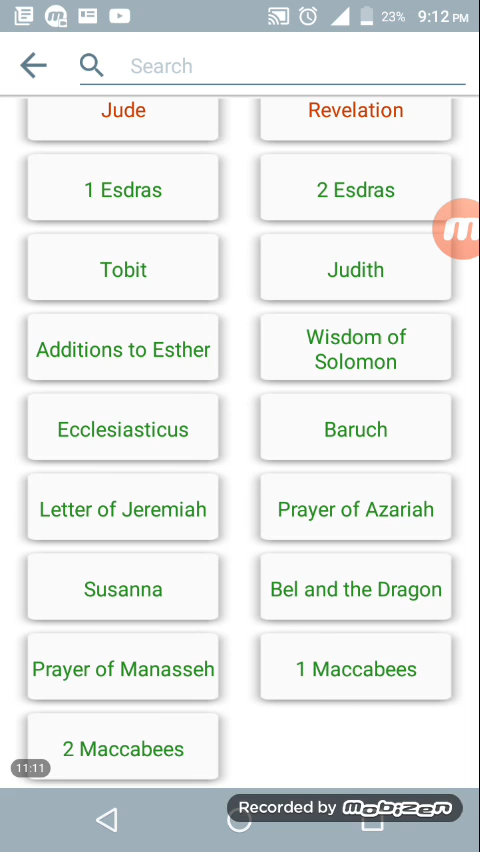 23% 9:12 PM
Search
Jude
Revelation
1 Esdras
2 Esdras
Tobit
Judith
Additions to Esther
Wisdom of
Solomon
Ecclesiasticus
Baruch
Letter of Jeremiah
Prayer of Azariah
Susanna
Bel and the Dragon
Prayer of Manasseh
1 Maccabees
2 Maccabees
11:11
Recorded by mobizen